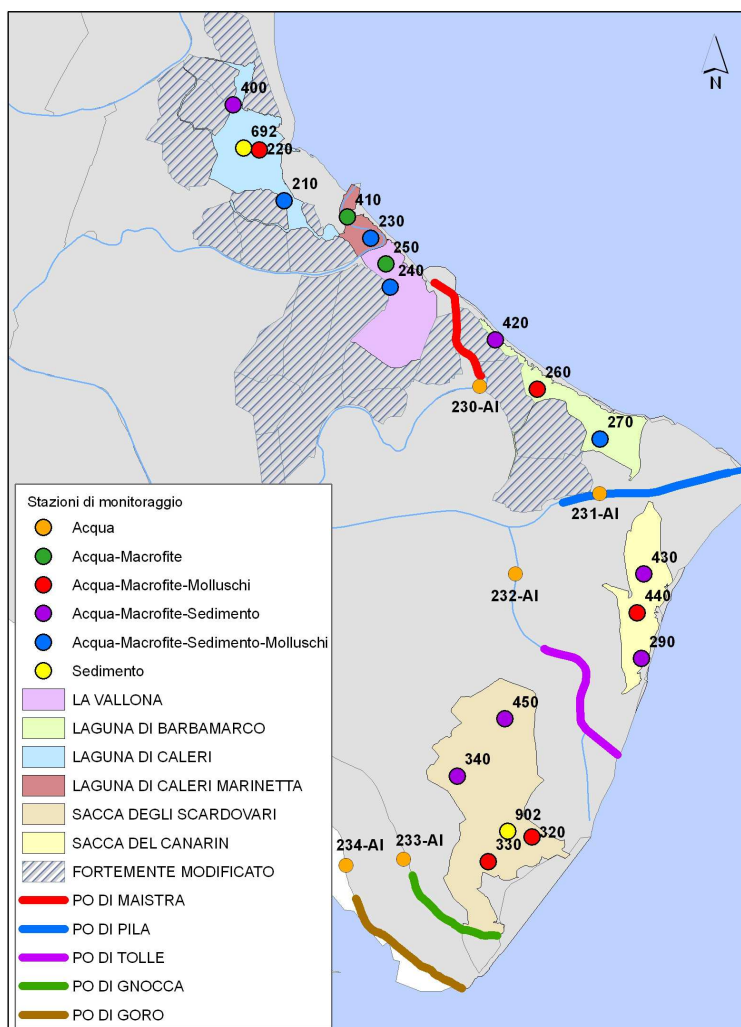 N
400
692
220
210
410
230
250
240
420
260
230-AI
270
231-AI
430
232-AI
440
290
450
340
902
320
330
234-AI
233-AI
Stazioni di monitoraggio
Acqua
Acqua-Macrofite
Acqua-Macrofite-Molluschi
Acqua-Macrofite-Sedimento
Acqua-Macrofite-Sedimento-Molluschi
Sedimento
LA VALLONA
LAGUNA DI BARBAMARCO
LAGUNA DI CALERI
LAGUNA DI CALERI MARINETTA
SACCA DEGLI SCARDOVARI
SACCA DEL CANARIN
FORTEMENTE MODIFICATO
PO DI MAISTRA
PO DI PILA
PO DI TOLLE
PO DI GNOCCA
PO DI GORO